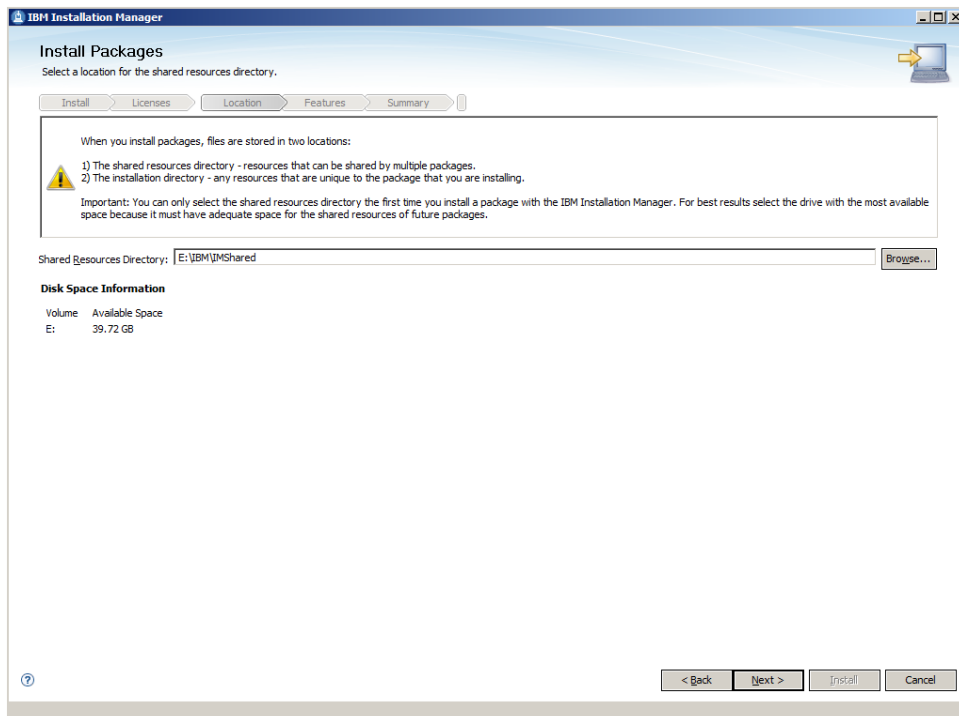 IBM Installation Manager
Install Packages
Select a location for the shared resources directory.
Install Licenses Location Features Summary
When you install packages, files are stored in two locations:
1) The shared resources directory - resources that can be shared by multiple packages.
2) The installation directory - any resources that are unique to the package that you are installing.
Important: You can only select the shared resources directory the first time you install a package with the IBM Installation Manager. For best results select the drive with the most available
space because it must have adequate space for the shared resources of future packages.
Shared Resources Directory: E:\IBM\IMShared Browse...
Disk Space Information
Volume Available Space
E: 39.72 GB
? < Back Next > Install Cancel